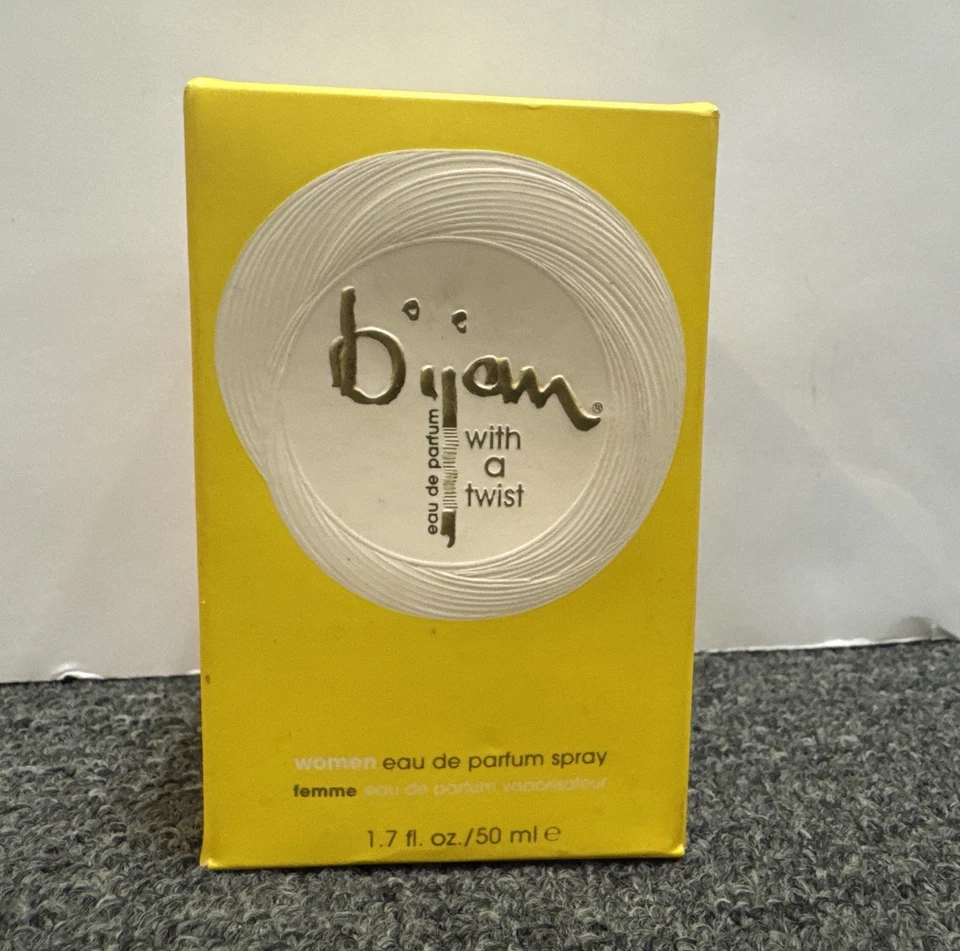 bijan®
eau de parfum
with
a
twist
women eau de parfum spray
femme eau de parfum vaporisateur
1.7 fl. oz./50 ml ℮